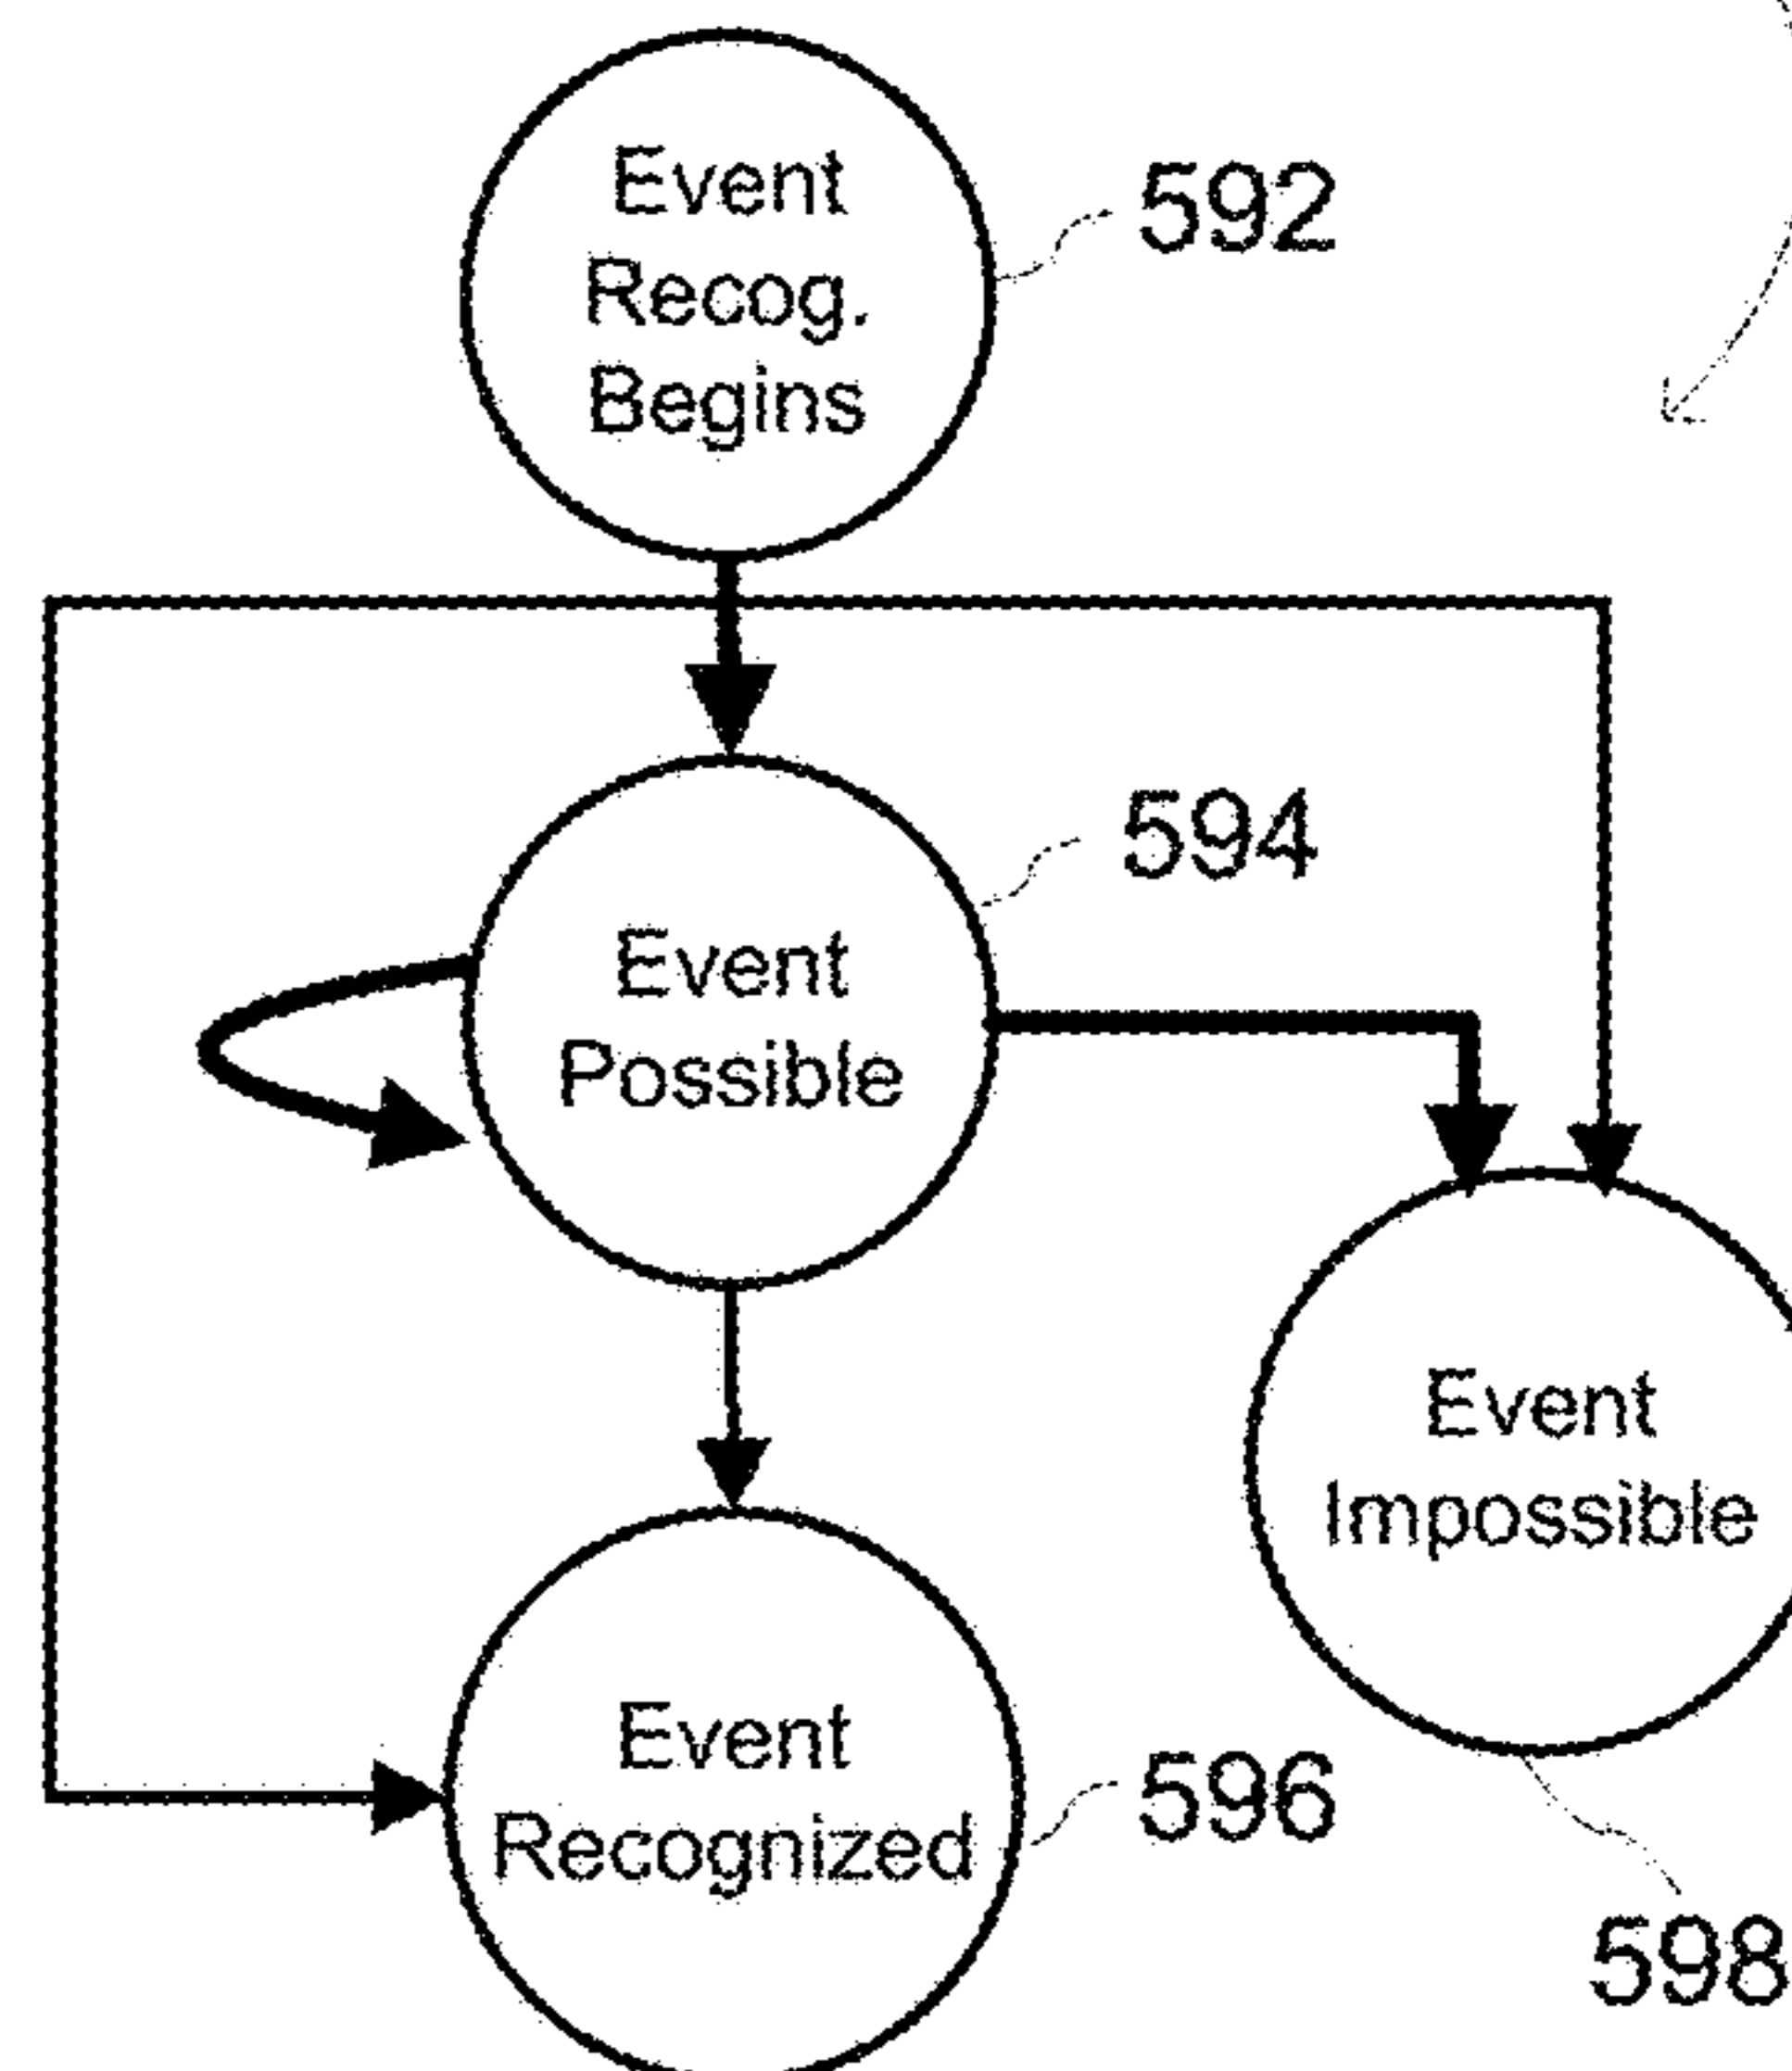 Event
Recog.
Begins
592
594
Event
Possible
Event
Impossible
Event
Recognized
596
598